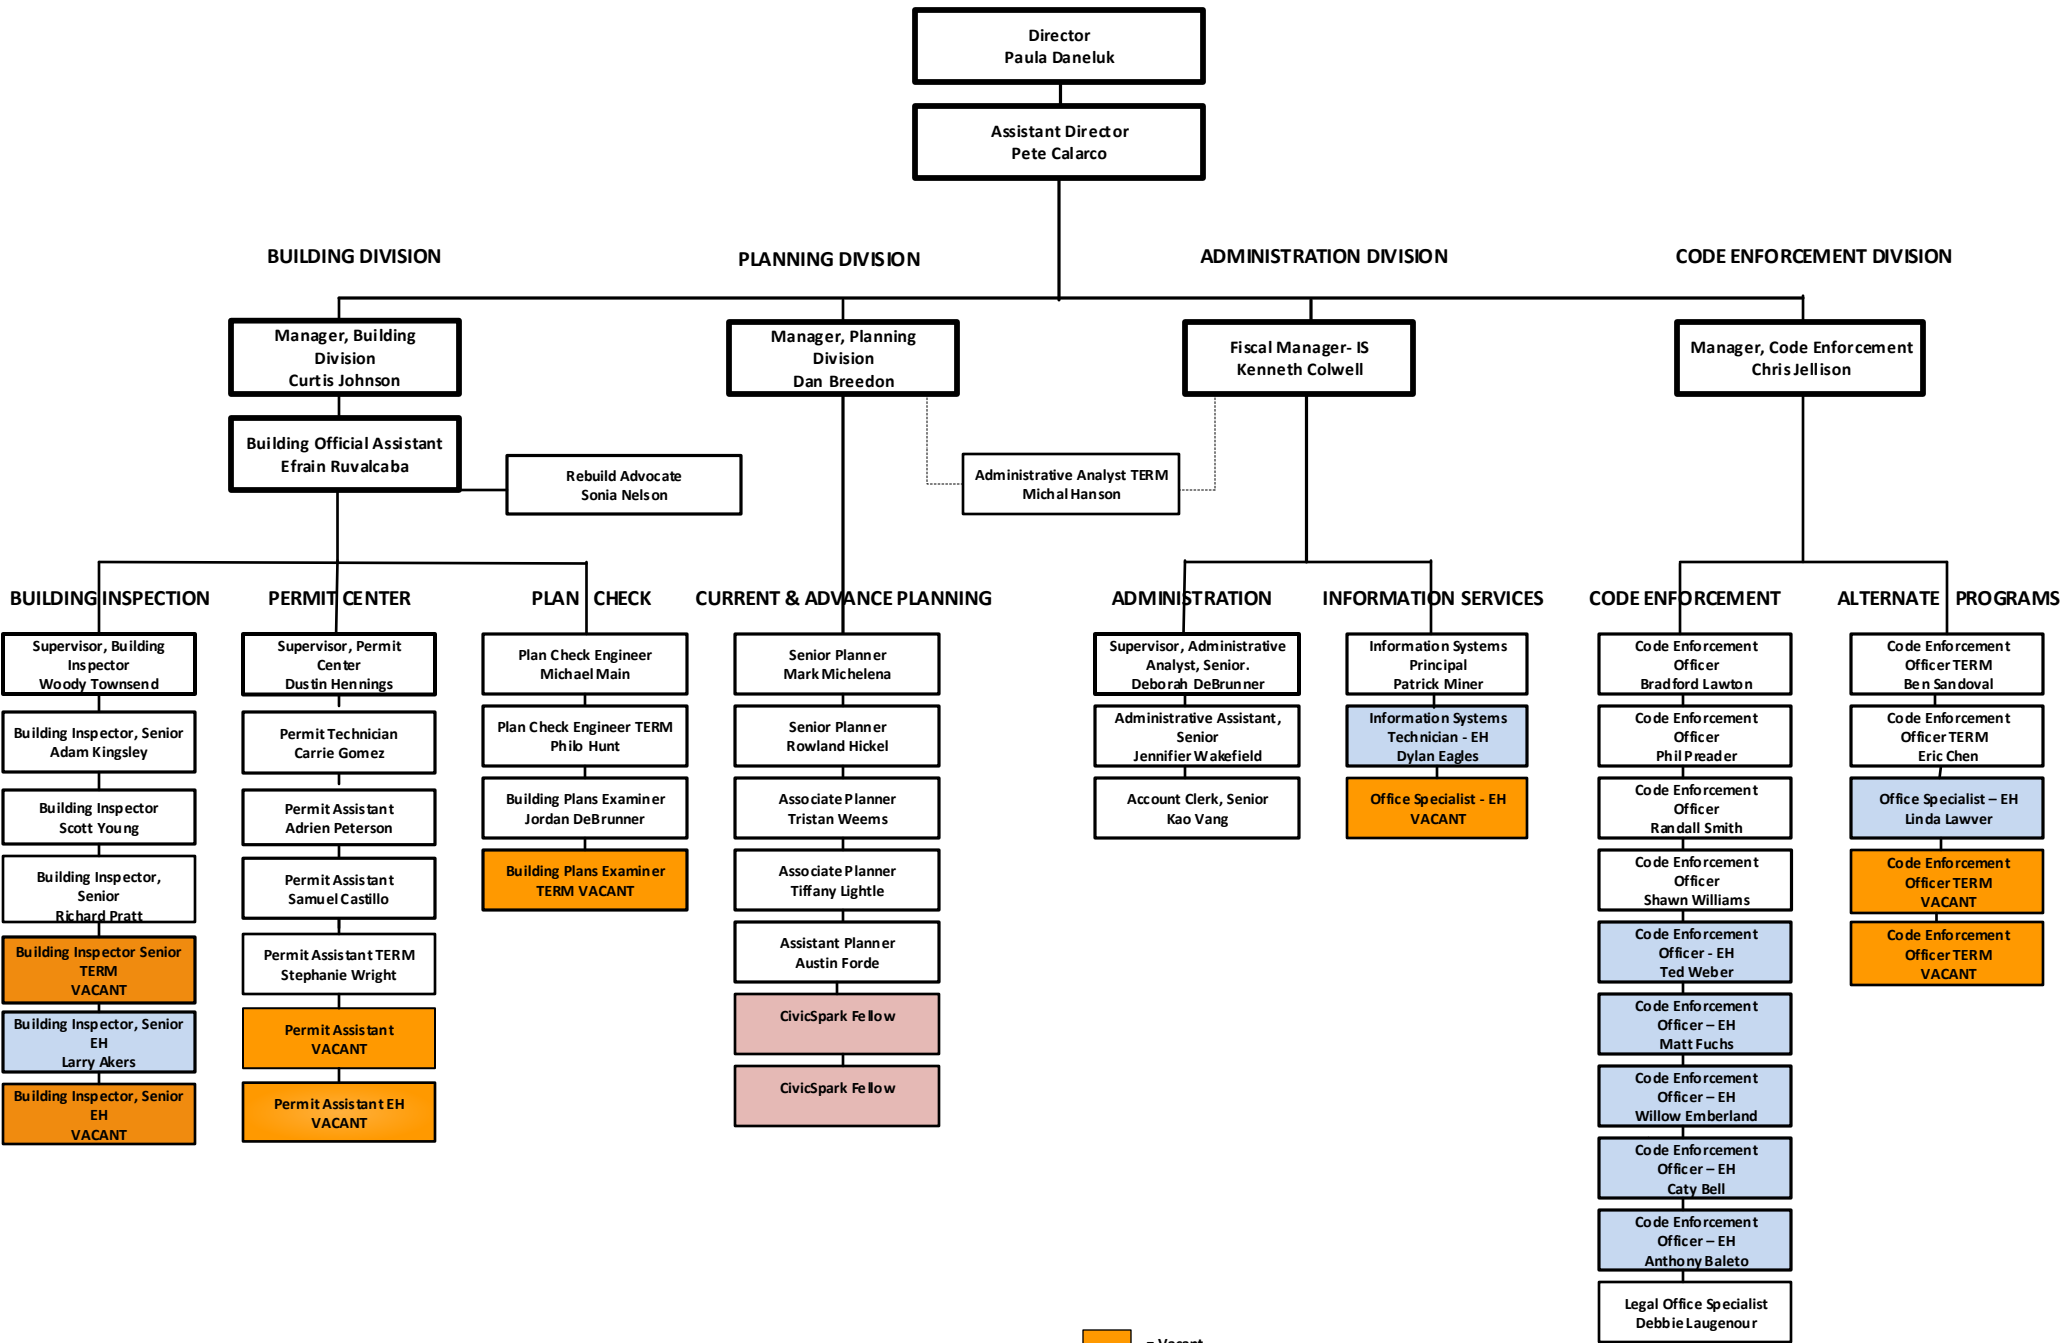 Director
Paula Daneluk
Assistant Director
Pete Calarco
BUILDING DIVISION
PLANNING DIVISION
ADMINISTRATION DIVISION
CODE ENFORCEMENT DIVISION
Manager, Building
Division
Curtis Johnson
Manager, Planning
Division
Dan Breedon
Fiscal Manager- IS
Kenneth Colwell
Manager, Code Enforcement
Chris Jellison
Building Official Assistant
Efrain Ruvalcaba
Rebuild Advocate
Sonia Nelson
Administrative Analyst TERM
Michal Hanson
BUILDING INSPECTION
Supervisor, Building
Inspector
Woody Townsend
Building Inspector, Senior
Adam Kingsley
Building Inspector
Scott Young
Building Inspector,
Senior
Richard Pratt
Building Inspector Senior
TERM
VACANT
Building Inspector, Senior
EH
Larry Akers
Building Inspector, Senior
EH
VACANT
PERMIT CENTER
Supervisor, Permit
Center
Dustin Hennings
Permit Technician
Carrie Gomez
Permit Assistant
Adrien Peterson
Permit Assistant
Samuel Castillo
Permit Assistant TERM
Stephanie Wright
Permit Assistant
VACANT
Permit Assistant EH
VACANT
PLAN CHECK
Plan Check Engineer
Michael Main
Plan Check Engineer TERM
Philo Hunt
Building Plans Examiner
Jordan DeBrunner
Building Plans Examiner
TERM VACANT
CURRENT & ADVANCE PLANNING
Senior Planner
Mark Michelena
Senior Planner
Rowland Hickel
Associate Planner
Tristan Weems
Associate Planner
Tiffany Lightle
Assistant Planner
Austin Forde
CivicSpark Fellow
CivicSpark Fellow
ADMINISTRATION
Supervisor, Administrative
Analyst, Senior.
Deborah DeBrunner
Administrative Assistant,
Senior
Jennifier Wakefield
Account Clerk, Senior
Kao Vang
INFORMATION SERVICES
Information Systems
Principal
Patrick Miner
Information Systems
Technician - EH
Dylan Eagles
Office Specialist - EH
VACANT
CODE ENFORCEMENT
Code Enforcement
Officer
Bradford Lawton
Code Enforcement
Officer
Phil Preader
Code Enforcement
Officer
Randall Smith
Code Enforcement
Officer
Shawn Williams
Code Enforcement
Officer - EH
Ted Weber
Code Enforcement
Officer – EH
Matt Fuchs
Code Enforcement
Officer – EH
Willow Emberland
Code Enforcement
Officer – EH
Caty Bell
Code Enforcement
Officer – EH
Anthony Baleto
Legal Office Specialist
Debbie Laugenour
ALTERNATE PROGRAMS
Code Enforcement
Officer TERM
Ben Sandoval
Code Enforcement
Officer TERM
Eric Chen
Office Specialist – EH
Linda Lawver
Code Enforcement
Officer TERM
VACANT
Code Enforcement
Officer TERM
VACANT
= Vacant